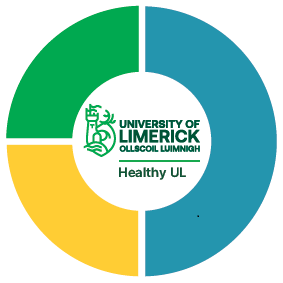 UNIVERSITY OF
LIMERICK
OLLSCOIL LUIMNIGH
Healthy UL